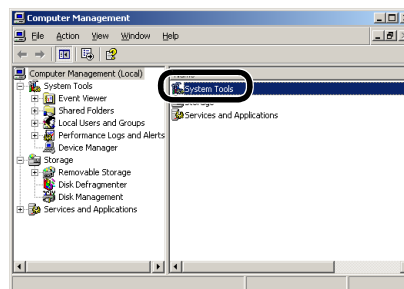 Computer Management
File Action View Window Help
Computer Management (Local)
System Tools
Event Viewer
Shared Folders
Local Users and Groups
Performance Logs and Alerts
Device Manager
Storage
Removable Storage
Disk Defragmenter
Disk Management
Services and Applications
Name
System Tools
Storage
Services and Applications